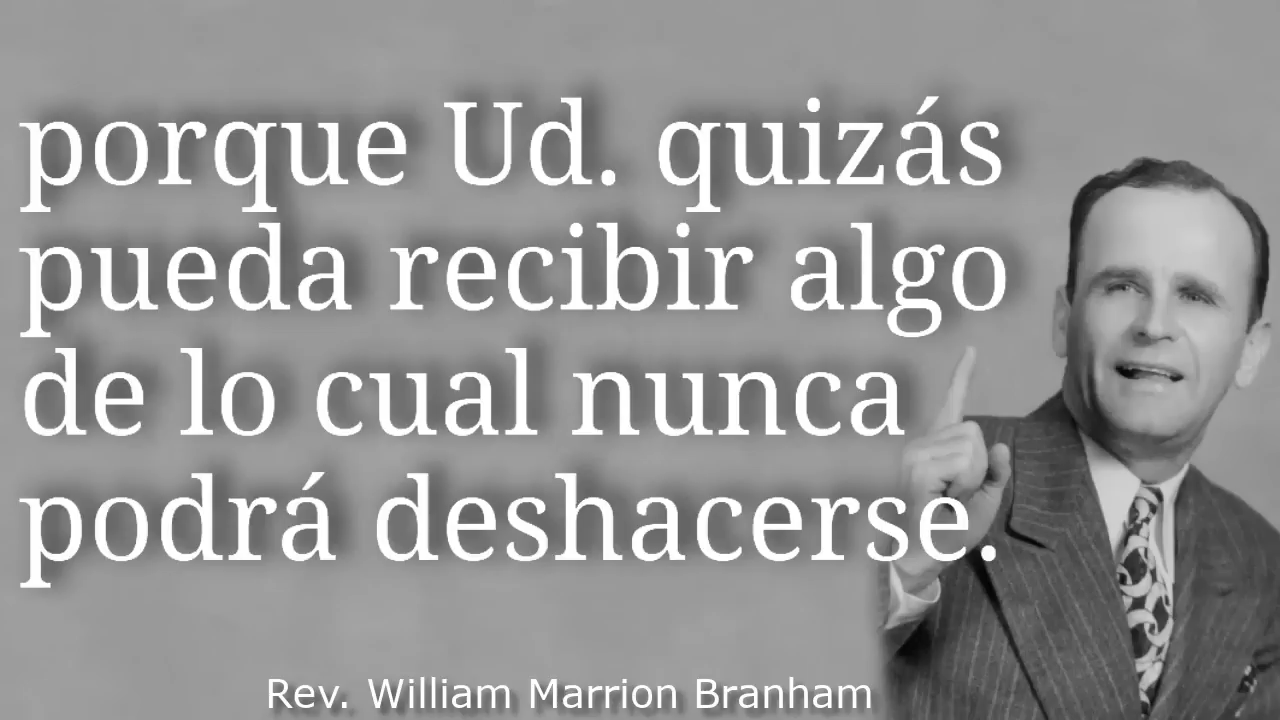 porque Ud. quizás
pueda recibir algo
de lo cual nunca
podrá deshacerse.
Rev. William Marrion Branham